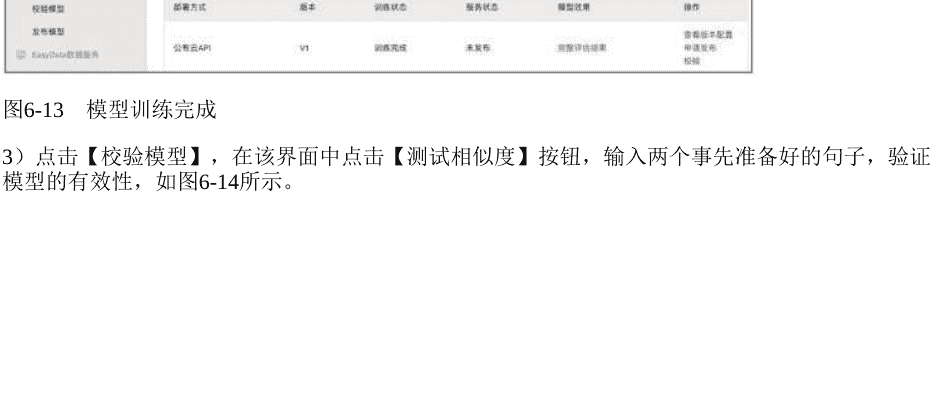 校验模型
部署方式 版本 训练状态 服务状态 模型效果 操作
发布模型
EasyData数据服务
公有云API V1 训练完成 未发布 完整评估结果
查看版本配置
申请发布
校验
图6-13 模型训练完成
3）点击【校验模型】，在该界面中点击【测试相似度】按钮，输入两个事先准备好的句子，验证
模型的有效性，如图6-14所示。